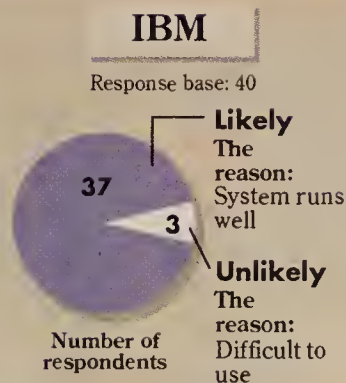 IBM
Response base: 40
37
3
Likely
The
reason:
System runs
well
Unlikely
The
reason:
Difficult to
use
Number of
respondents